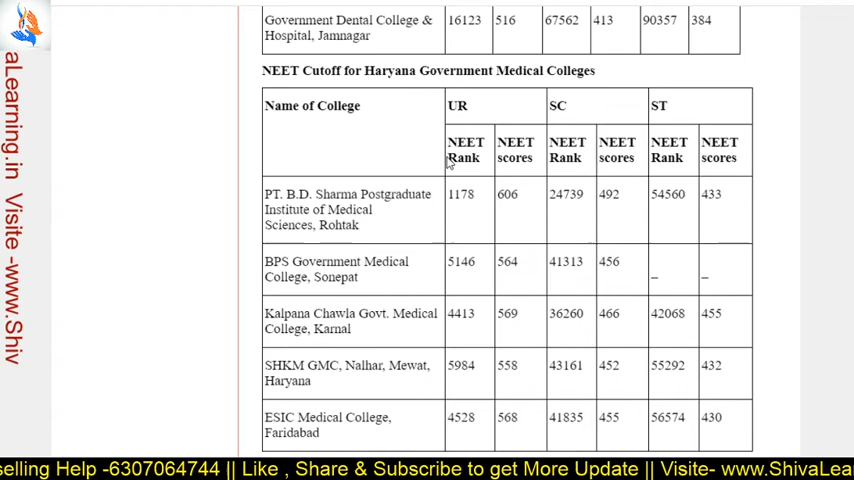 Government Dental College & 16123 516 67562 413 90357 384
Hospital, Jamnagar
NEET Cutoff for Haryana Government Medical Colleges
Name of College UR SC ST
NEET Rank NEET scores NEET Rank NEET scores NEET Rank NEET scores
PT. B.D. Sharma Postgraduate 1178 606 24739 492 54560 433
Institute of Medical
Sciences, Rohtak
BPS Government Medical 5146 564 41313 456 – –
College, Sonepat
Kalpana Chawla Govt. Medical 4413 569 36260 466 42068 455
College, Karnal
SHKM GMC, Nalhar, Mewat, 5984 558 43161 452 55292 432
Haryana
ESIC Medical College, 4528 568 41835 455 56574 430
Faridabad
aLearning.in Visite -www.Shiv
selling Help -6307064744 || Like , Share & Subscribe to get More Update || Visite- www.ShivaLea